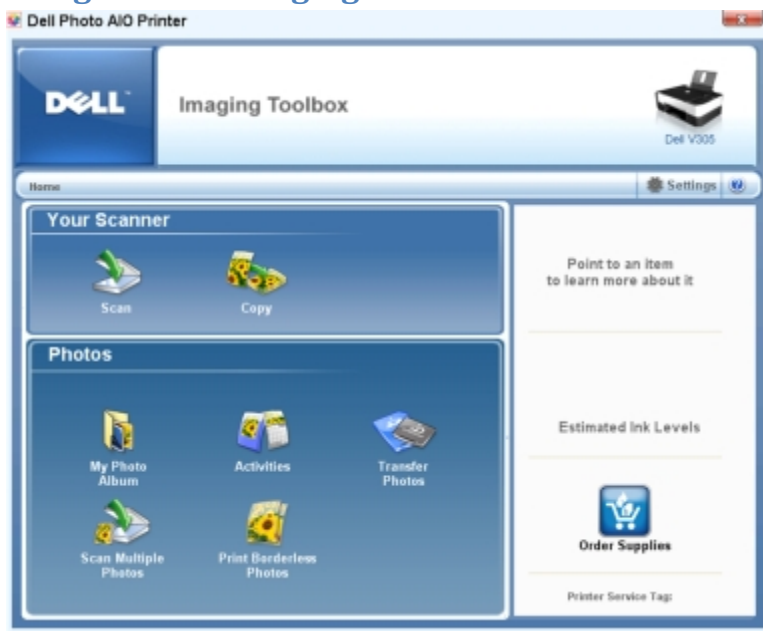 Dell Photo AIO Printer
DELL
Imaging Toolbox
Dell V305
Home
Settings
Your Scanner
Scan
Copy
Point to an item
to learn more about it
Photos
My Photo
Album
Activities
Transfer
Photos
Scan Multiple
Photos
Print Borderless
Photos
Estimated Ink Levels
Order Supplies
Printer Service Tag: